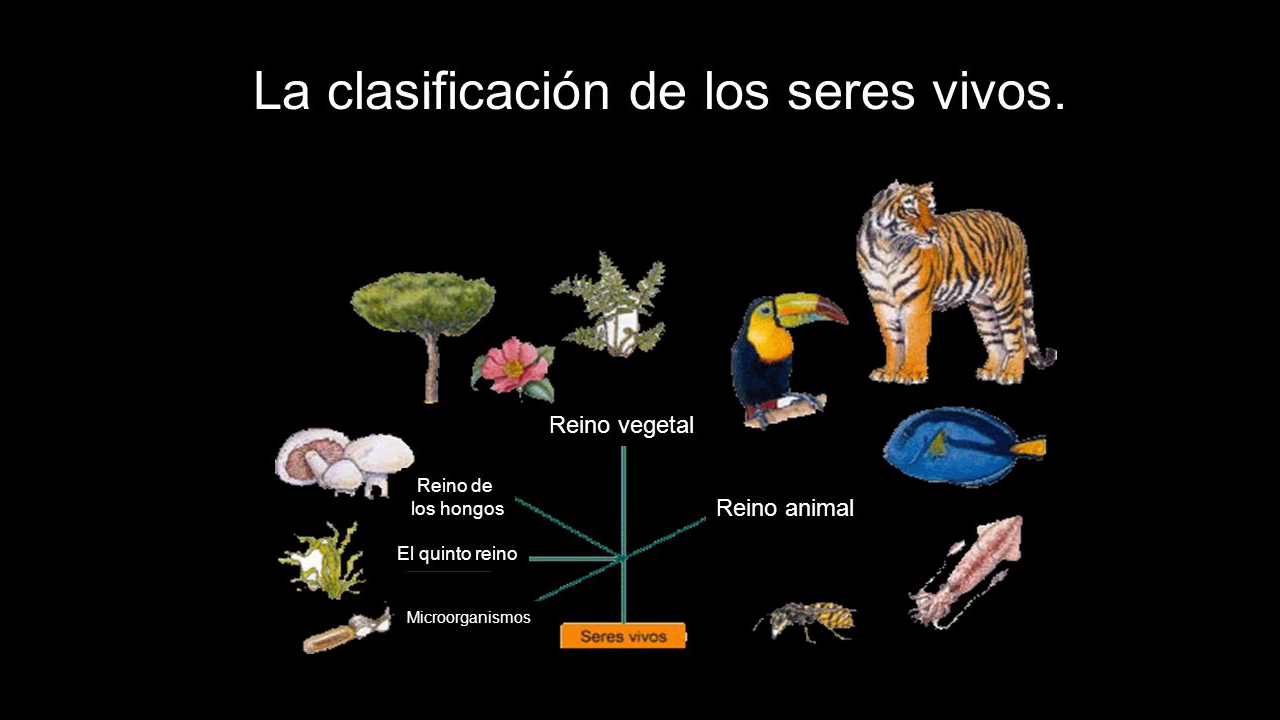 La clasificación de los seres vivos.
Reino vegetal
Reino de
los hongos
Reino animal
El quinto reino
Microorganismos
Seres vivos